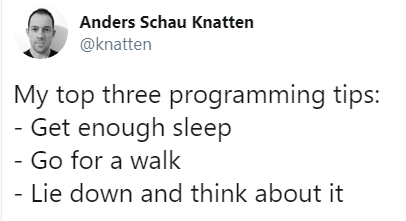 Anders Schau Knatten
@knatten
My top three programming tips:
- Get enough sleep
- Go for a walk
- Lie down and think about it